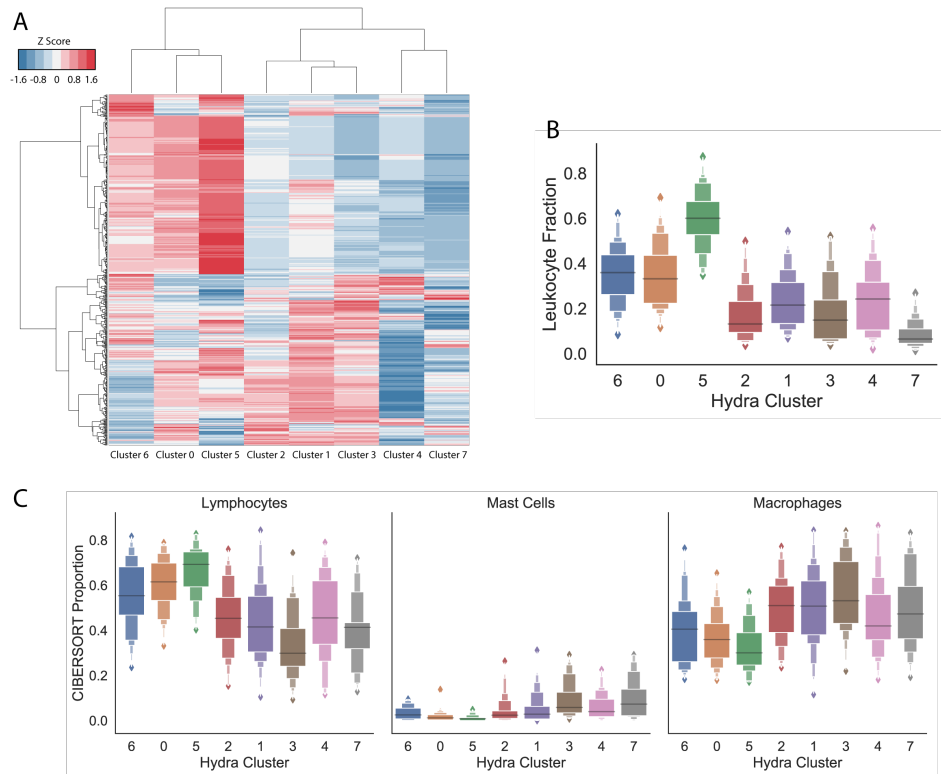 A
Z Score
-1.6 -0.8 0 0.8 1.6
Cluster 6 Cluster 0 Cluster 5 Cluster 2 Cluster 1 Cluster 3 Cluster 4 Cluster 7
B
Leukocyte Fraction
0.8
0.6
0.4
0.2
0.0
6 0 5 2 1 3 4 7
Hydra Cluster
C
Lymphocytes Mast Cells Macrophages
CIBERSORT Proportion
0.8
0.6
0.4
0.2
0.0
6 0 5 2 1 3 4 7 6 0 5 2 1 3 4 7 6 0 5 2 1 3 4 7
Hydra Cluster Hydra Cluster Hydra Cluster